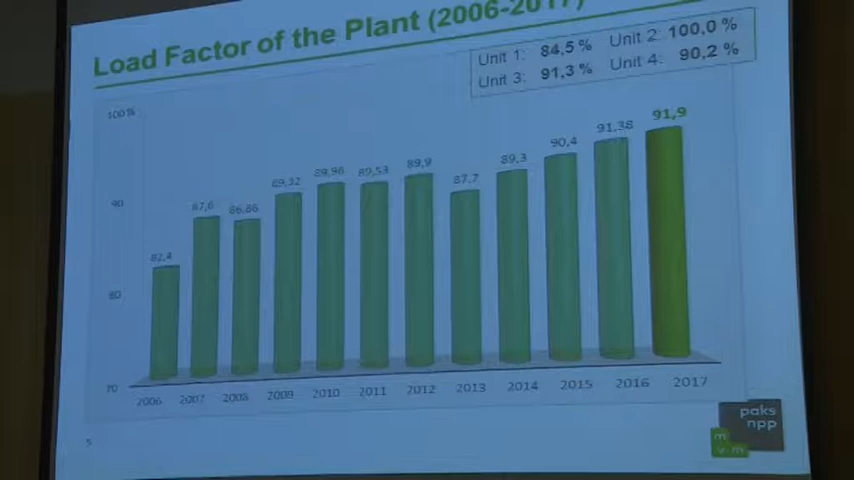 Load Factor of the Plant (2006-2017)
Unit 1: 84,5 % Unit 2: 100,0 %
Unit 3: 91,3 % Unit 4: 90,2 %
100%
90
80
70
82,4
87,6
86,86
89,32
89,96
89,53
89,9
87,7
89,3
90,4
91,38
91,9
2006 2007 2008 2009 2010 2011 2012 2013 2014 2015 2016 2017
5
paks
npp
m
v m